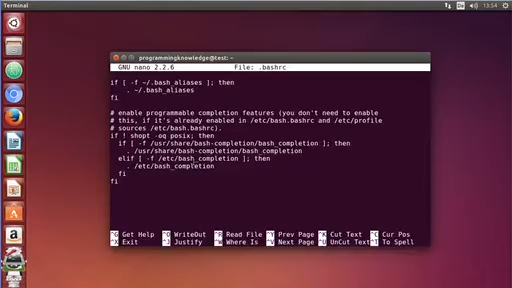 Terminal
De
13:54
programmingknowledge@test: ~
GNU nano 2.2.6 File: .bashrc
if [ -f ~/.bash_aliases ]; then
. ~/.bash_aliases
fi
# enable programmable completion features (you don't need to enable
# this, if it's already enabled in /etc/bash.bashrc and /etc/profile
# sources /etc/bash.bashrc).
if ! shopt -oq posix; then
if [ -f /usr/share/bash-completion/bash_completion ]; then
. /usr/share/bash-completion/bash_completion
elif [ -f /etc/bash_completion ]; then
. /etc/bash_completion
fi
fi
^G Get Help ^O WriteOut ^R Read File ^Y Prev Page ^K Cut Text ^C Cur Pos
^X Exit ^J Justify ^W Where Is ^V Next Page ^U UnCut Text ^T To Spell